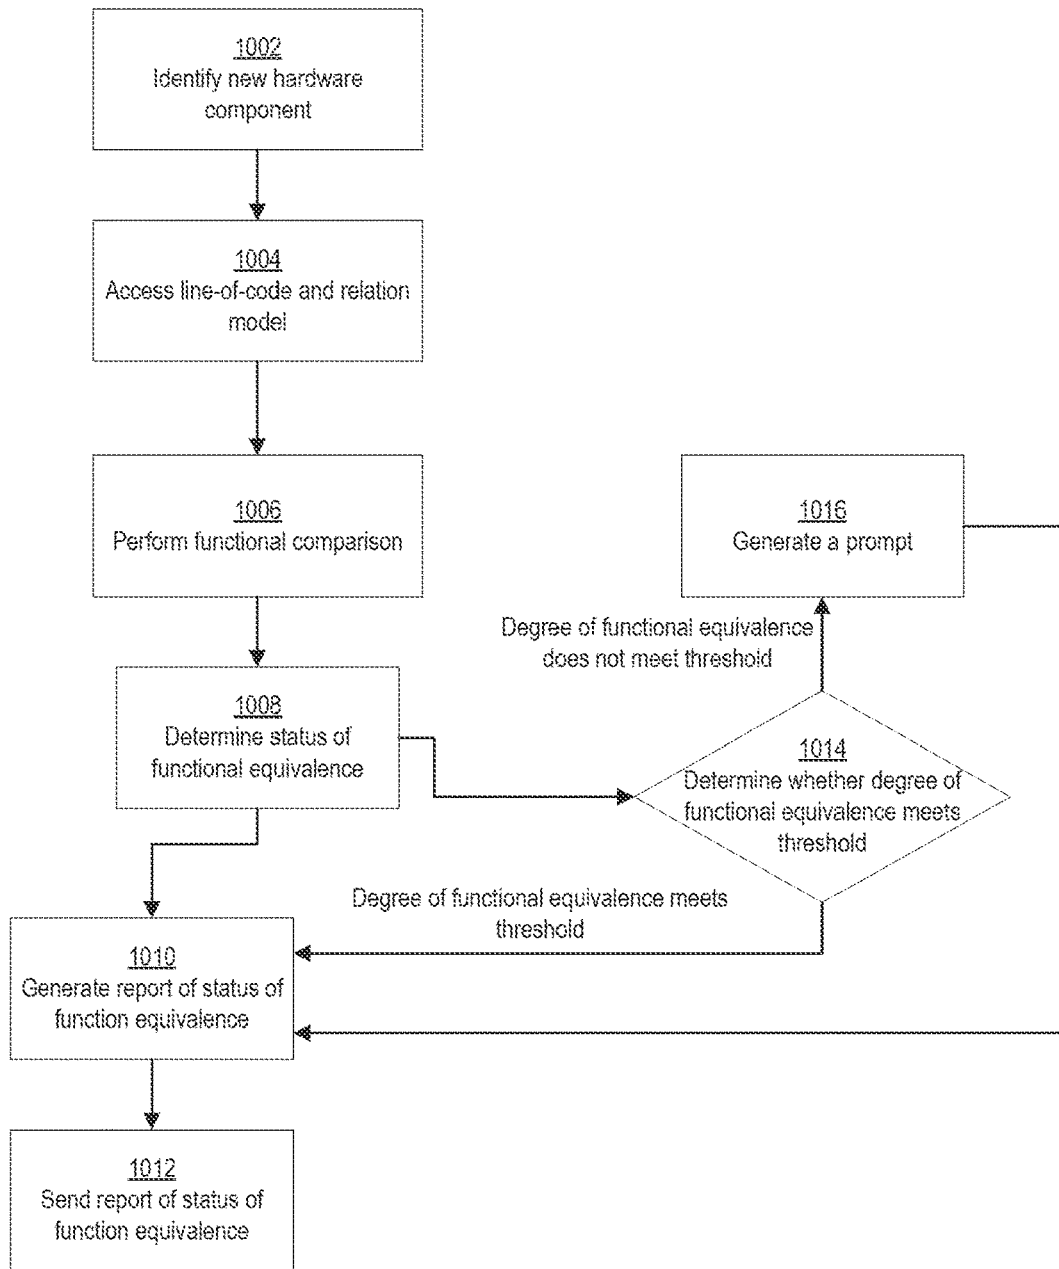 1002
Identify new hardware
component
1004
Access line-of-code and relation
model
1006
Perform functional comparison
1016
Generate a prompt
Degree of functional equivalence
does not meet threshold
1008
Determine status of
functional equivalence
1014
Determine whether degree of
functional equivalence meets
threshold
Degree of functional equivalence meets
threshold
1010
Generate report of status of
function equivalence
1012
Send report of status of
function equivalence